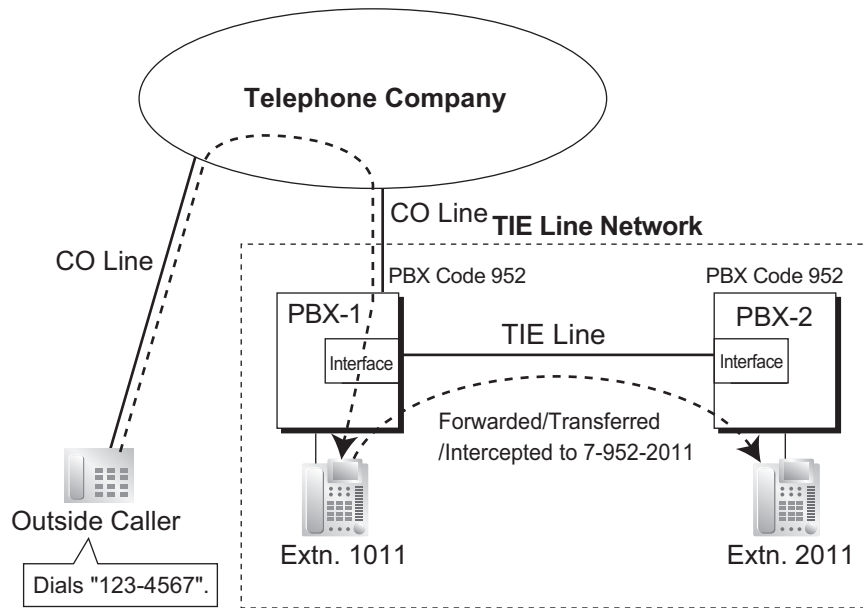 Telephone Company
CO Line
CO Line
TIE Line Network
PBX Code 952
PBX Code 952
PBX-1
PBX-2
TIE Line
Interface
Interface
Forwarded/Transferred
/Intercepted to 7-952-2011
Outside Caller
Extn. 1011
Extn. 2011
Dials "123-4567".